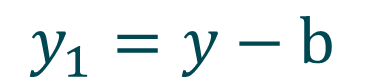 y₁ = y − b